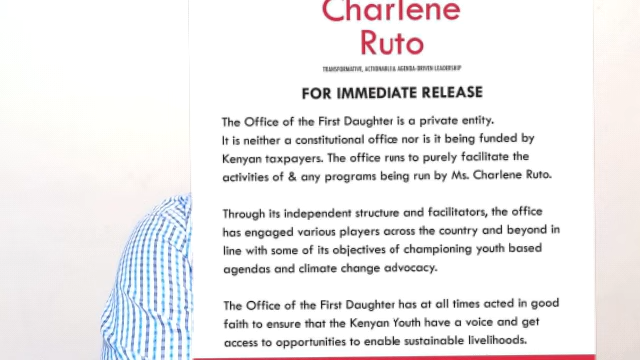 Charlene
Ruto
TRANSFORMATIVE, ACTIONABLE & AGENDA-DRIVEN LEADERSHIP
FOR IMMEDIATE RELEASE
The Office of the First Daughter is a private entity.
It is neither a constitutional office nor is it being funded by
Kenyan taxpayers. The office runs to purely facilitate the
activities of & any programs being run by Ms. Charlene Ruto.
Through its independent structure and facilitators, the office
has engaged various players across the country and beyond in
line with some of its objectives of championing youth based
agendas and climate change advocacy.
The Office of the First Daughter has at all times acted in good
faith to ensure that the Kenyan Youth have a voice and get
access to opportunities to enable sustainable livelihoods.